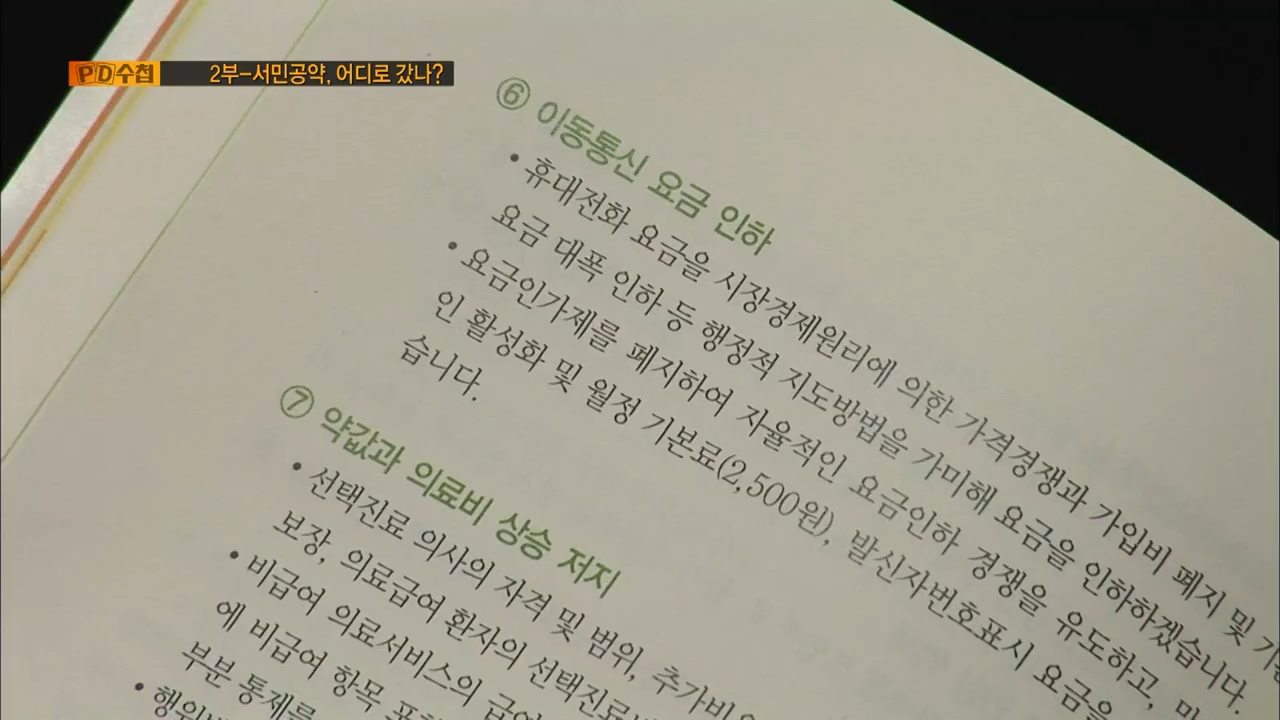 PD수첩
2부-서민공약, 어디로 갔나?
⑥ 이동통신 요금 인하
• 휴대전화 요금을 시장경제원리에 의한 가격경쟁과 가입비 폐지 및
요금 대폭 인하 등 행정적 지도방법을 가미해 요금을 인하하겠습니다.
• 요금인가제를 폐지하여 자율적인 요금인하 경쟁을 유도하고,
인 활성화 및 월정 기본료(2,500원), 발신자번호표시 요금을
습니다.
⑦ 약값과 의료비 상승 저지
• 선택진료 의사의 자격 및 범위,
보장, 의료급여 환자의
• 비급여 의료서비스의
에 비급여 항목
부분 통제를
•